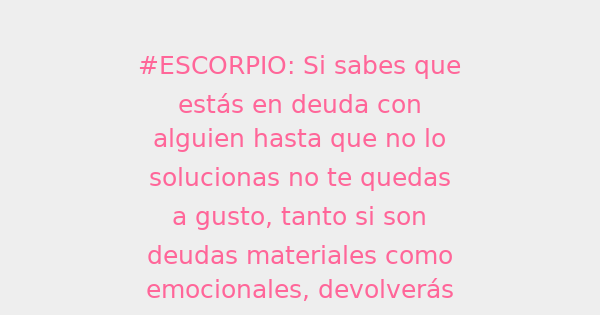 #ESCORPIO: Si sabes que
estás en deuda con
alguien hasta que no lo
solucionas no te quedas
a gusto, tanto si son
deudas materiales como
emocionales, devolverás